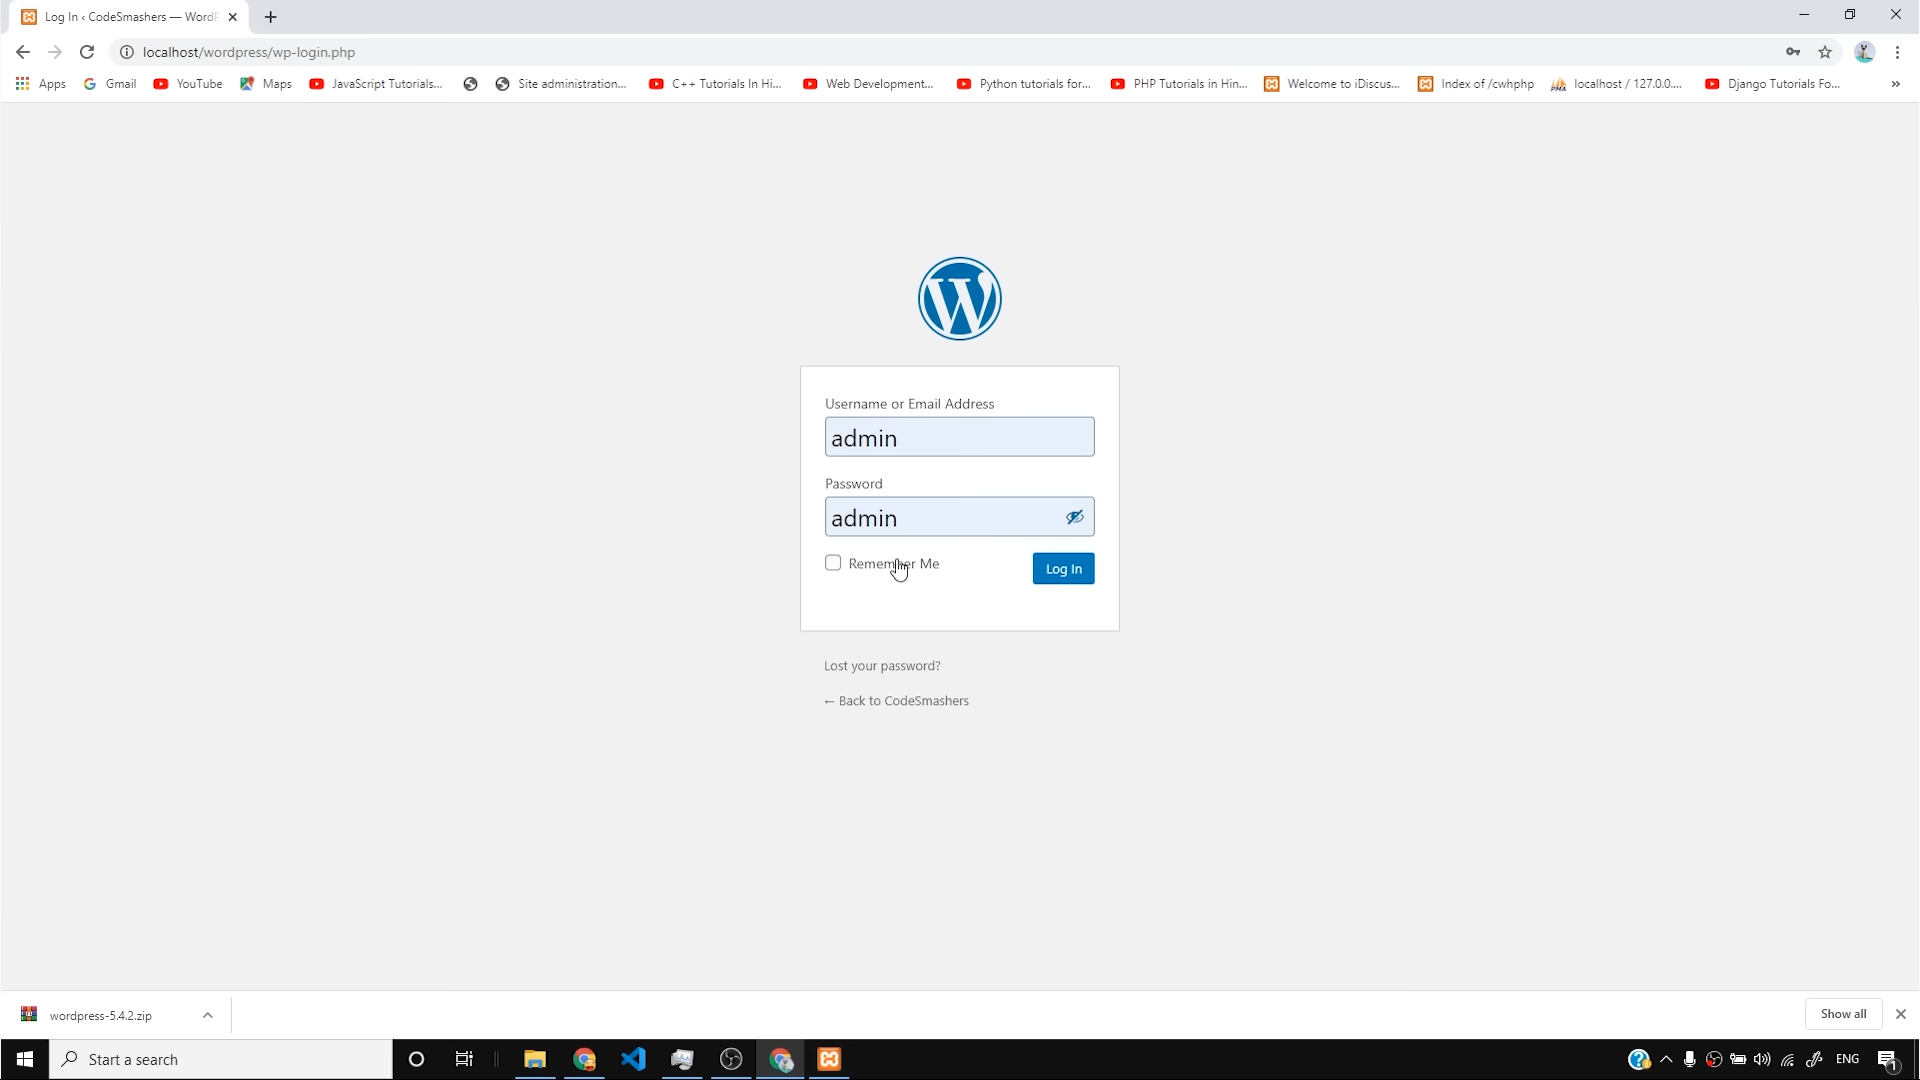 Log In ‹ CodeSmashers — WordP
localhost/wordpress/wp-login.php
Apps Gmail YouTube Maps JavaScript Tutorials... Site administration... C++ Tutorials In Hi... Web Development... Python tutorials for... PHP Tutorials in Hin... Welcome to iDiscus... Index of /cwhphp localhost / 127.0.0.... Django Tutorials Fo... »
Username or Email Address
admin
Password
admin
Remember Me
Log In
Lost your password?
← Back to CodeSmashers
wordpress-5.4.2.zip
Show all
Start a search
ENG
1